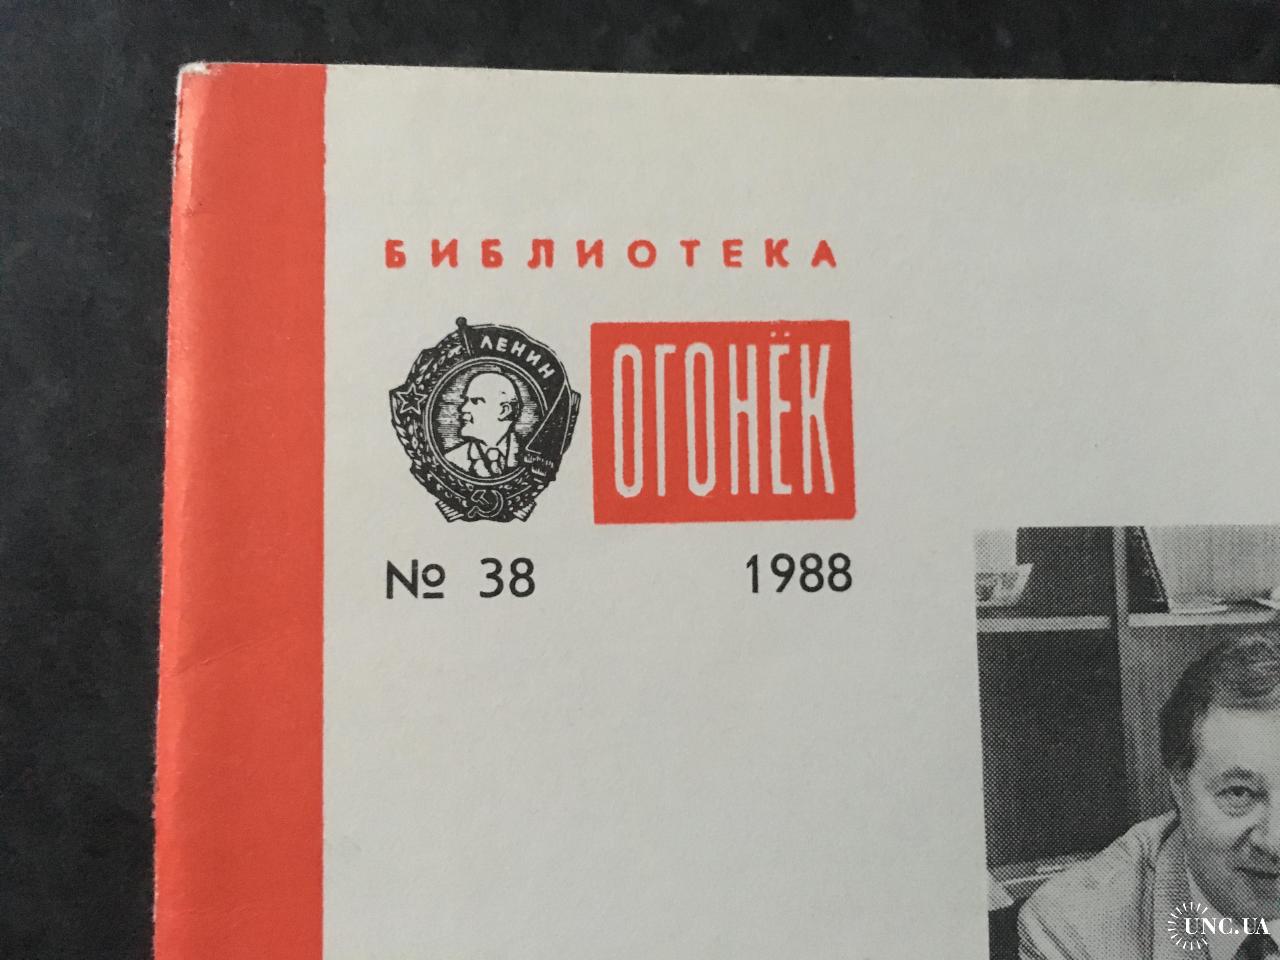 БИБЛИОТЕКА
ЛЕНИН
ОГОНЁК
№ 38 1988
UNC.UA